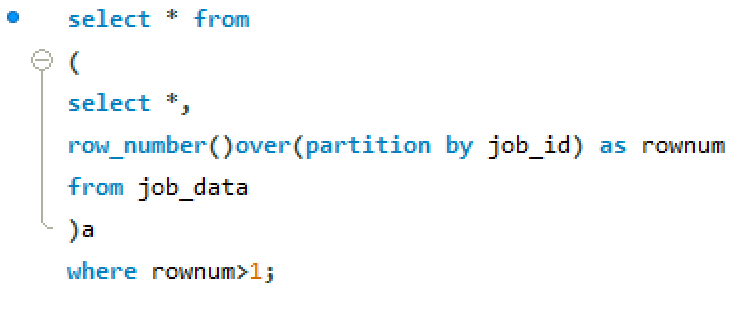 select * from
(
select *,
row_number()over(partition by job_id) as rownum
from job_data
)a
where rownum>1;